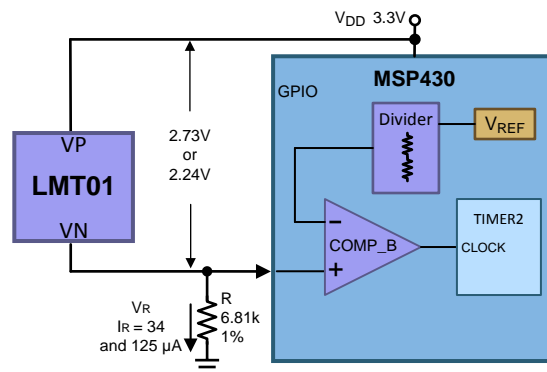 VDD 3.3V
MSP430
GPIO
Divider
VREF
2.73V
or
2.24V
VP
LMT01
VN
−
COMP_B
+
TIMER2
CLOCK
VR
IR = 34
and 125 µA
R
6.81k
1%